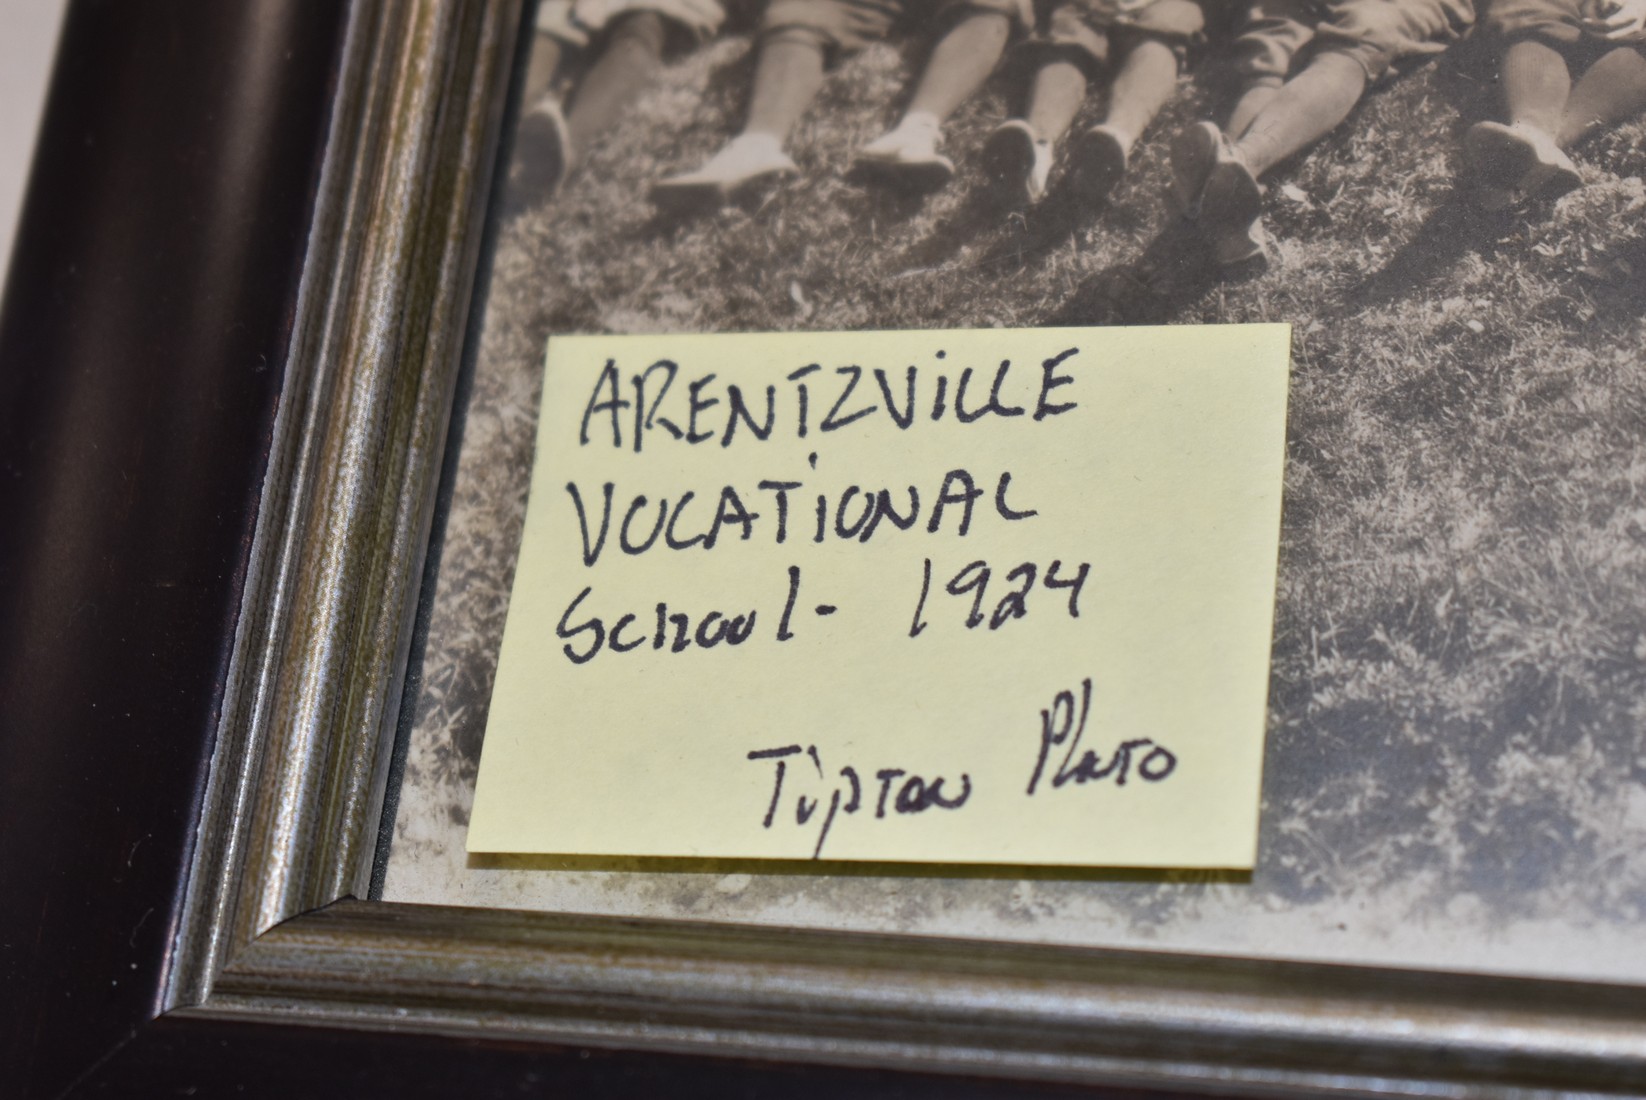 ARENTZVILLE
VOCATIONAL
School - 1924
Tipton Photo